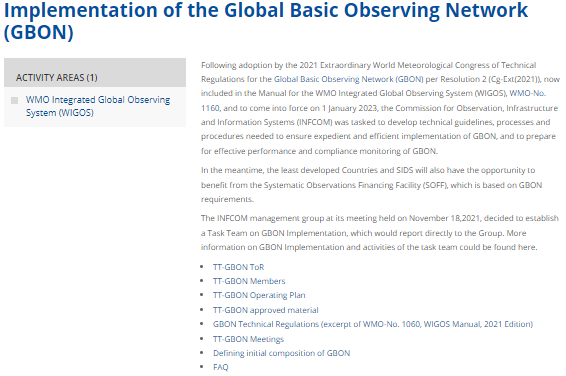 Implementation of the Global Basic Observing Network
(GBON)
ACTIVITY AREAS (1)
WMO Integrated Global Observing
System (WIGOS)
Following adoption by the 2021 Extraordinary World Meteorological Congress of Technical
Regulations for the Global Basic Observing Network (GBON) per Resolution 2 (Cg-Ext(2021)), now
included in the Manual for the WMO Integrated Global Observing System (WIGOS), WMO-No.
1160, and to come into force on 1 January 2023, the Commission for Observation, Infrastructure
and Information Systems (INFCOM) was tasked to develop technical guidelines, processes and
procedures needed to ensure expedient and efficient implementation of GBON, and to prepare
for effective performance and compliance monitoring of GBON.
In the meantime, the least developed Countries and SIDS will also have the opportunity to
benefit from the Systematic Observations Financing Facility (SOFF), which is based on GBON
requirements.
The INFCOM management group at its meeting held on November 18,2021, decided to establish
a Task Team on GBON Implementation, which would report directly to the Group. More
information on GBON Implementation and activities of the task team could be found here.
TT-GBON ToR
TT-GBON Members
TT-GBON Operating Plan
TT-GBON approved material
GBON Technical Regulations (excerpt of WMO-No. 1060, WIGOS Manual, 2021 Edition)
TT-GBON Meetings
Defining initial composition of GBON
FAQ